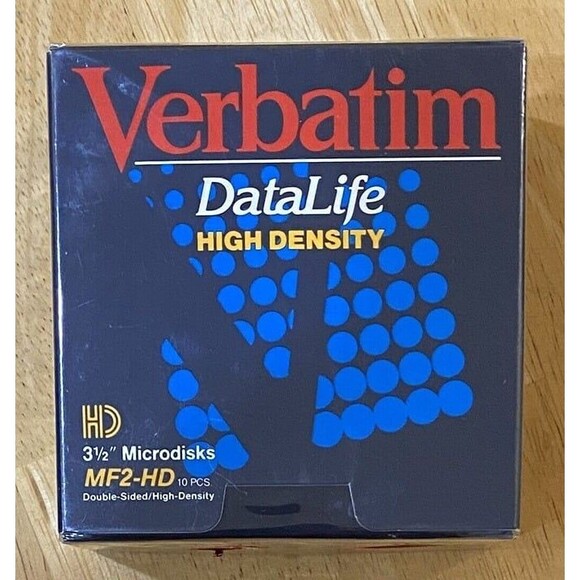 Verbatim
DataLife
HIGH DENSITY
HD
3½" Microdisks
MF2-HD 10 PCS
Double-Sided/High-Density